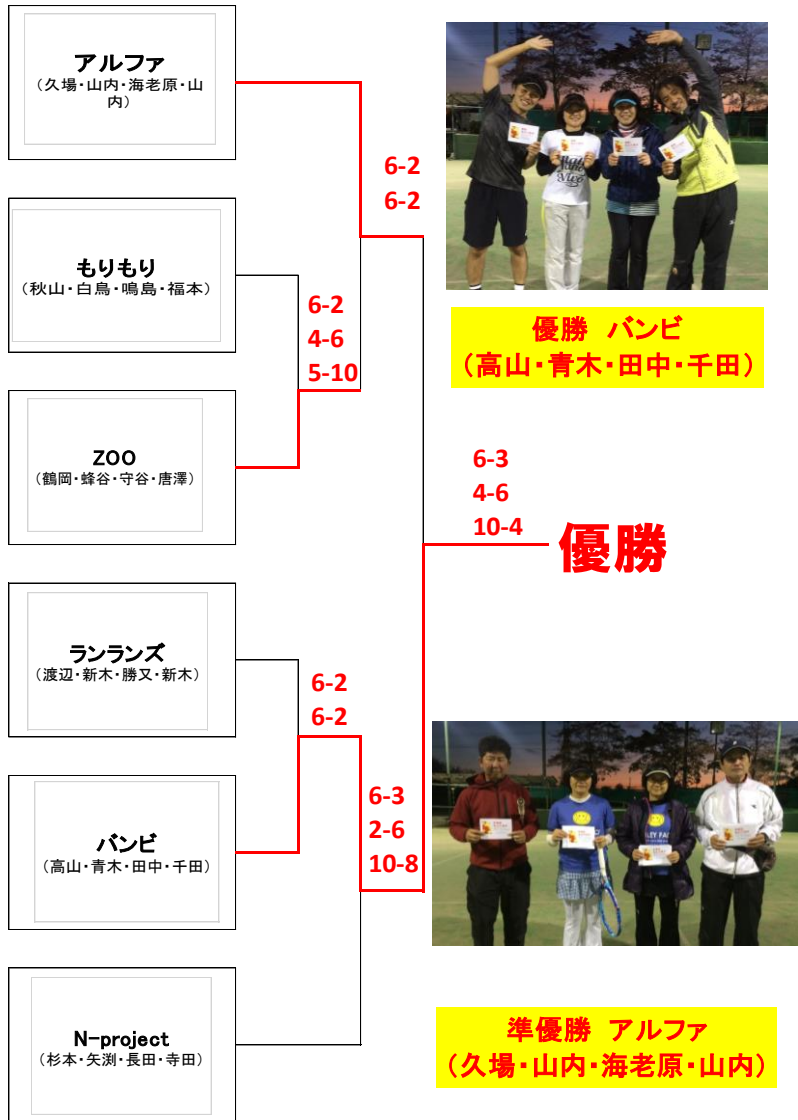 アルファ
（久場・山内・海老原・山
内）
6-2
6-2
もりもり
（秋山・白鳥・鳴島・福本）
6-2
4-6
5-10
優勝 バンビ
（高山・青木・田中・千田）
ZOO
（鶴岡・蜂谷・守谷・唐澤）
6-3
4-6
10-4
優勝
ランランズ
（渡辺・新木・勝又・新木）
6-2
6-2
バンビ
（高山・青木・田中・千田）
6-3
2-6
10-8
N-project
（杉本・矢渕・長田・寺田）
準優勝 アルファ
（久場・山内・海老原・山内）